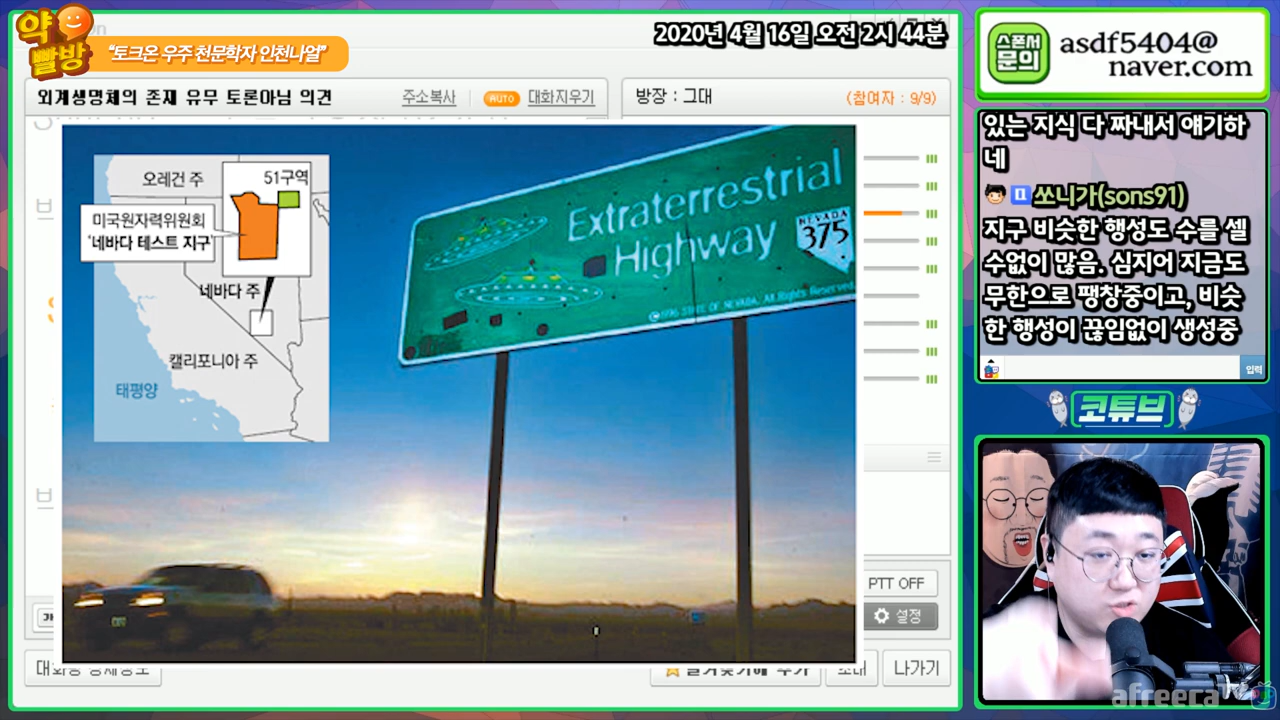 약빨방
"토크온 우주 천문학자 인천나얼"
2020년 4월 16일 오전 2시 44분
외계생명체의 존재 유무 토론아님 의견
주소복사
AUTO 대화지우기
방장 : 그대
(참여자 : 9/9)
오레건 주
51구역
미국원자력위원회
'네바다 테스트 지구'
네바다 주
캘리포니아 주
태평양
Extraterrestrial
Highway
NEVADA
375
©1996 STATE OF NEVADA. All Rights Reserved
PTT OFF
설정
나가기
스폰서
문의
asdf5404@
naver.com
있는 지식 다 짜내서 얘기하
네
쏘니가(sons91)
지구 비슷한 행성도 수를 셀
수없이 많음. 심지어 지금도
무한으로 팽창중이고, 비슷
한 행성이 끊임없이 생성중
입력
코튜브
afreecaTV